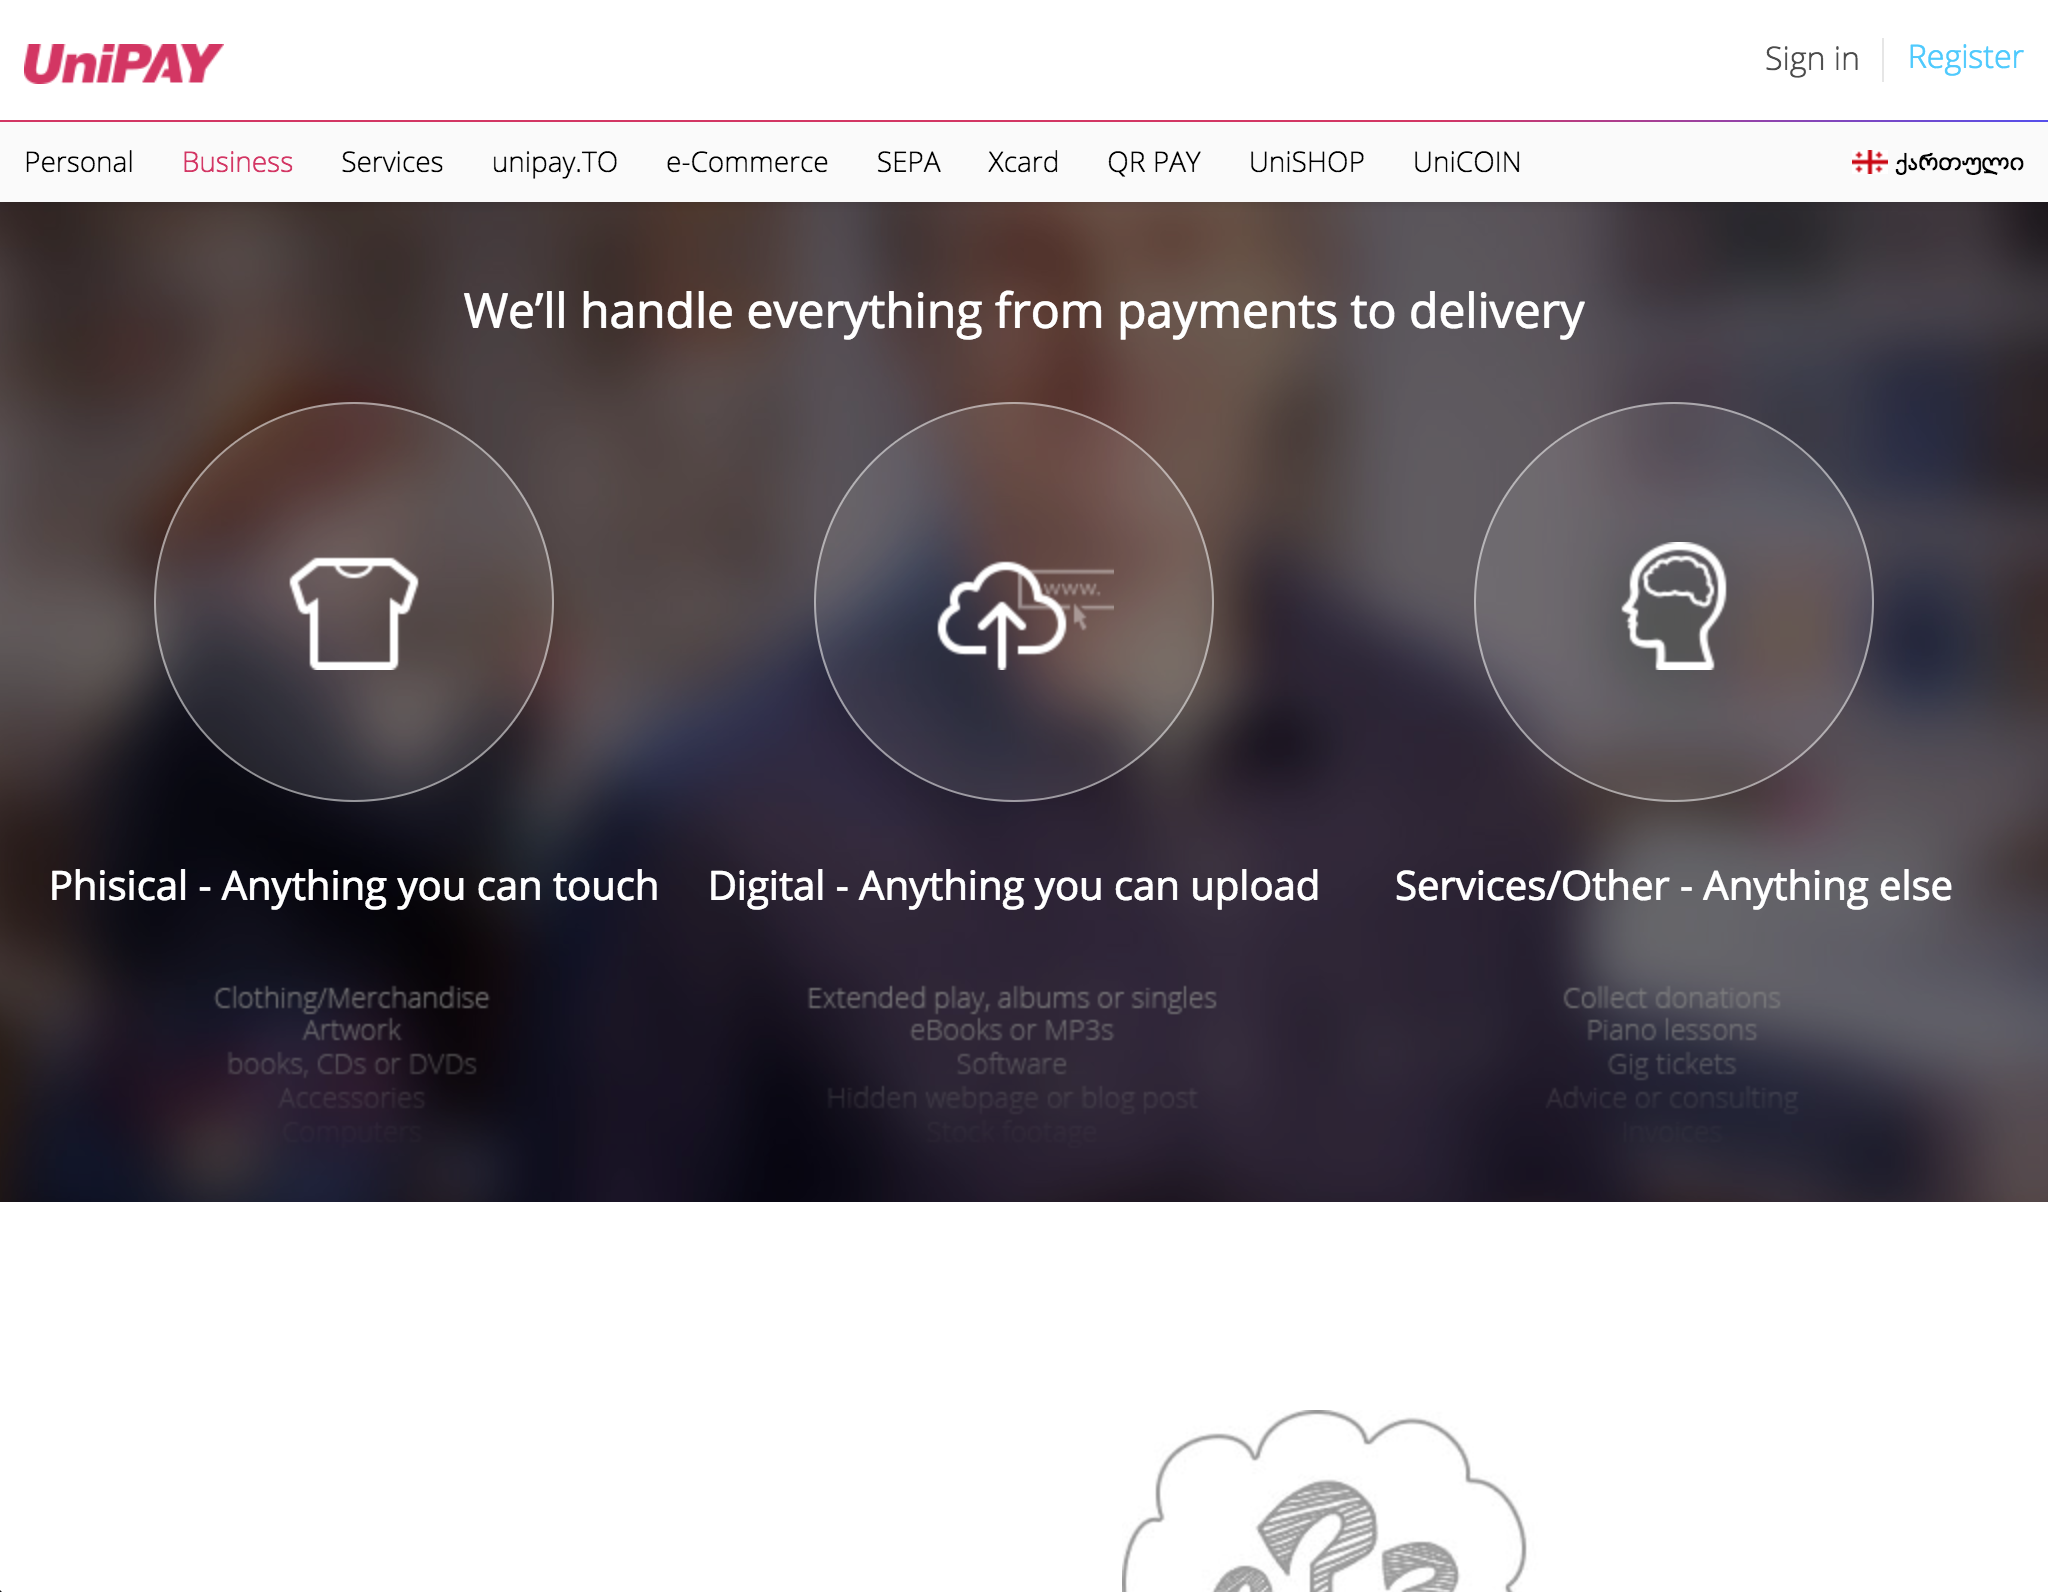 UniPAY
Sign in
Register
Personal
Business
Services
unipay.TO
e-Commerce
SEPA
Xcard
QR PAY
UniSHOP
UniCOIN
ქართული
We’ll handle everything from payments to delivery
www.
Phisical - Anything you can touch
Clothing/Merchandise
Artwork
books, CDs or DVDs
Accessories
Computers
Digital - Anything you can upload
Extended play, albums or singles
eBooks or MP3s
Software
Hidden webpage or blog post
Stock footage
Services/Other - Anything else
Collect donations
Piano lessons
Gig tickets
Advice or consulting
Invoices
???